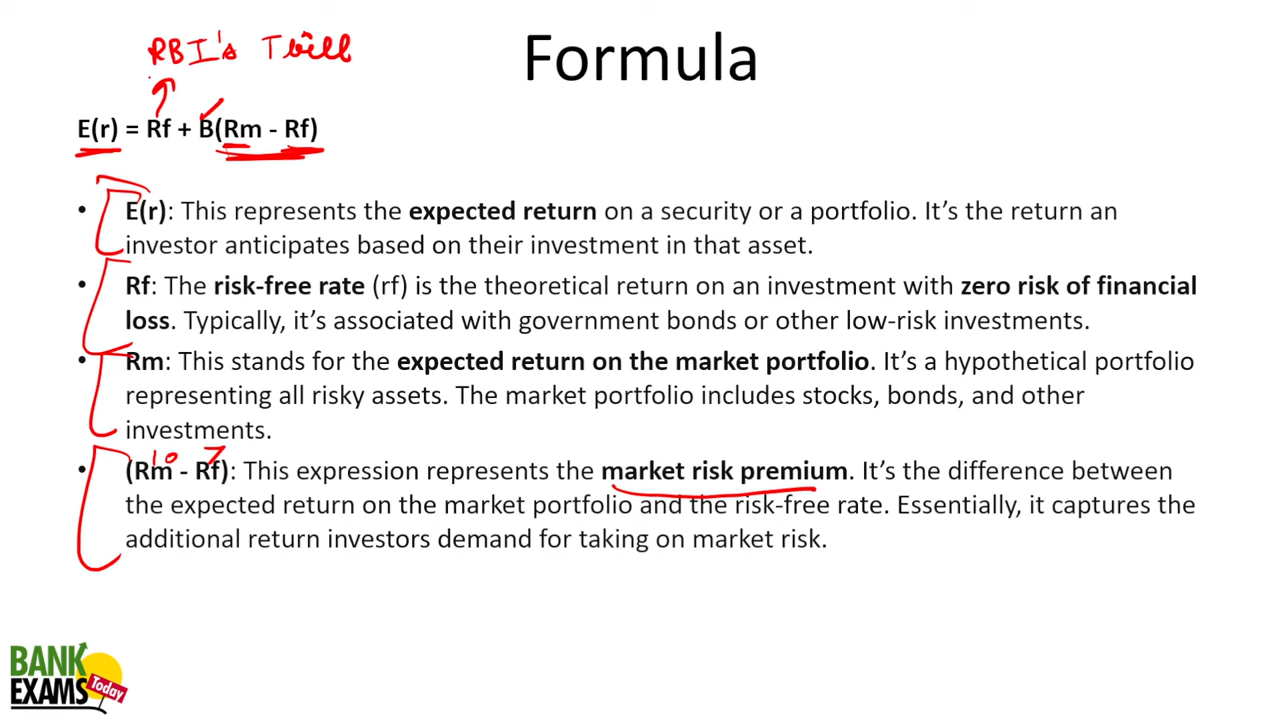 RBI's T bill
Formula
E(r) = Rf + B(Rm - Rf)
• E(r): This represents the expected return on a security or a portfolio. It’s the return an
investor anticipates based on their investment in that asset.
• Rf: The risk-free rate (rf) is the theoretical return on an investment with zero risk of financial
loss. Typically, it’s associated with government bonds or other low-risk investments.
• Rm: This stands for the expected return on the market portfolio. It’s a hypothetical portfolio
representing all risky assets. The market portfolio includes stocks, bonds, and other
investments.
10 7
• (Rm - Rf): This expression represents the market risk premium. It’s the difference between
the expected return on the market portfolio and the risk-free rate. Essentially, it captures the
additional return investors demand for taking on market risk.
BANK
EXAMS Today